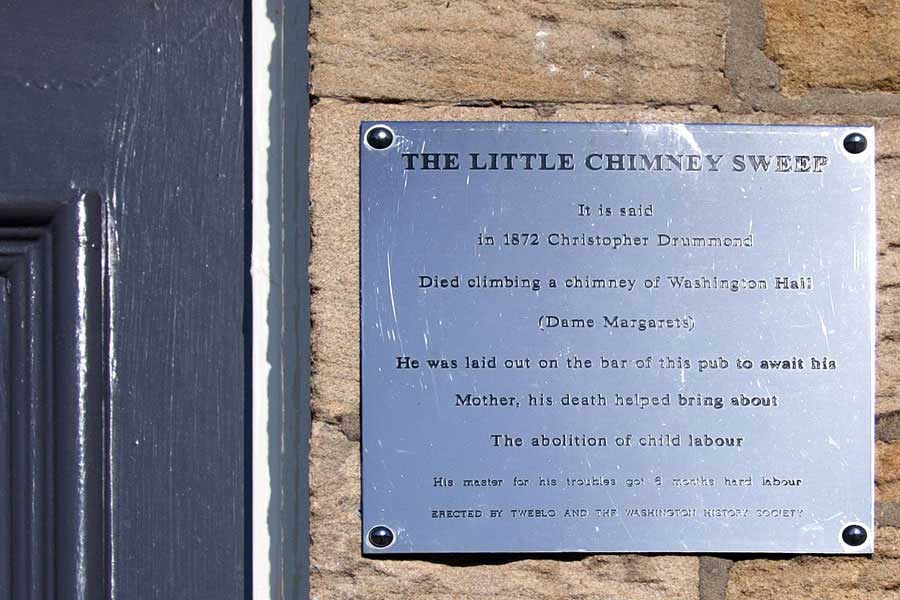 THE LITTLE CHIMNEY SWEEP
It is said
in 1872 Christopher Drummond
Died climbing a chimney of Washington Hall
(Dame Margarets)
He was laid out on the bar of this pub to await his
Mother, his death helped bring about
The abolition of child labour
His master for his troubles got 6 months hard labour
ERECTED BY TWEBLO AND THE WASHINGTON HISTORY SOCIETY